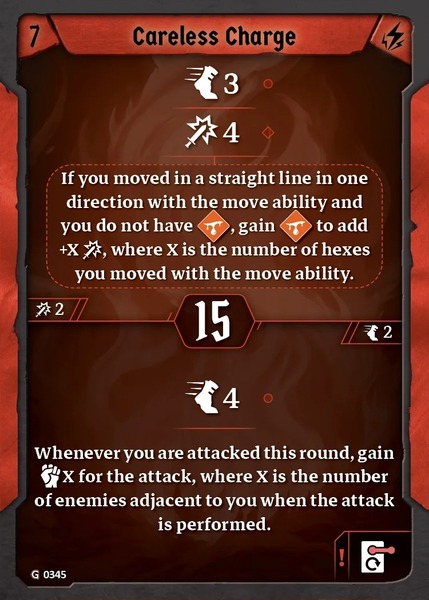 7
Careless Charge
3
4
If you moved in a straight line in one
direction with the move ability and
you do not have , gain to add
+X , where X is the number of hexes
you moved with the move ability.
2
15
2
4
Whenever you are attacked this round, gain
X for the attack, where X is the number
of enemies adjacent to you when the attack
is performed.
!
G 0345